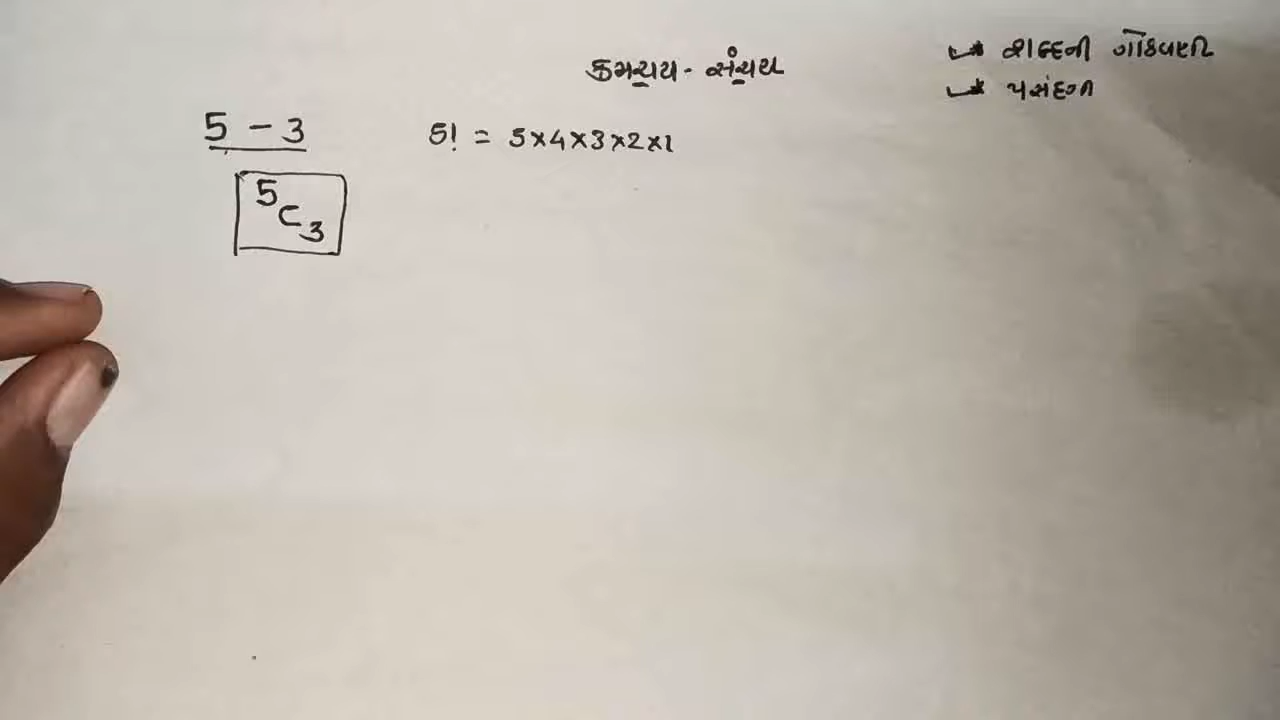 ક્રમચય - સંચય
* શબ્દની ગોઠવણી
* પસંદગી
5 - 3
5! = 5×4×3×2×1
⁵C₃